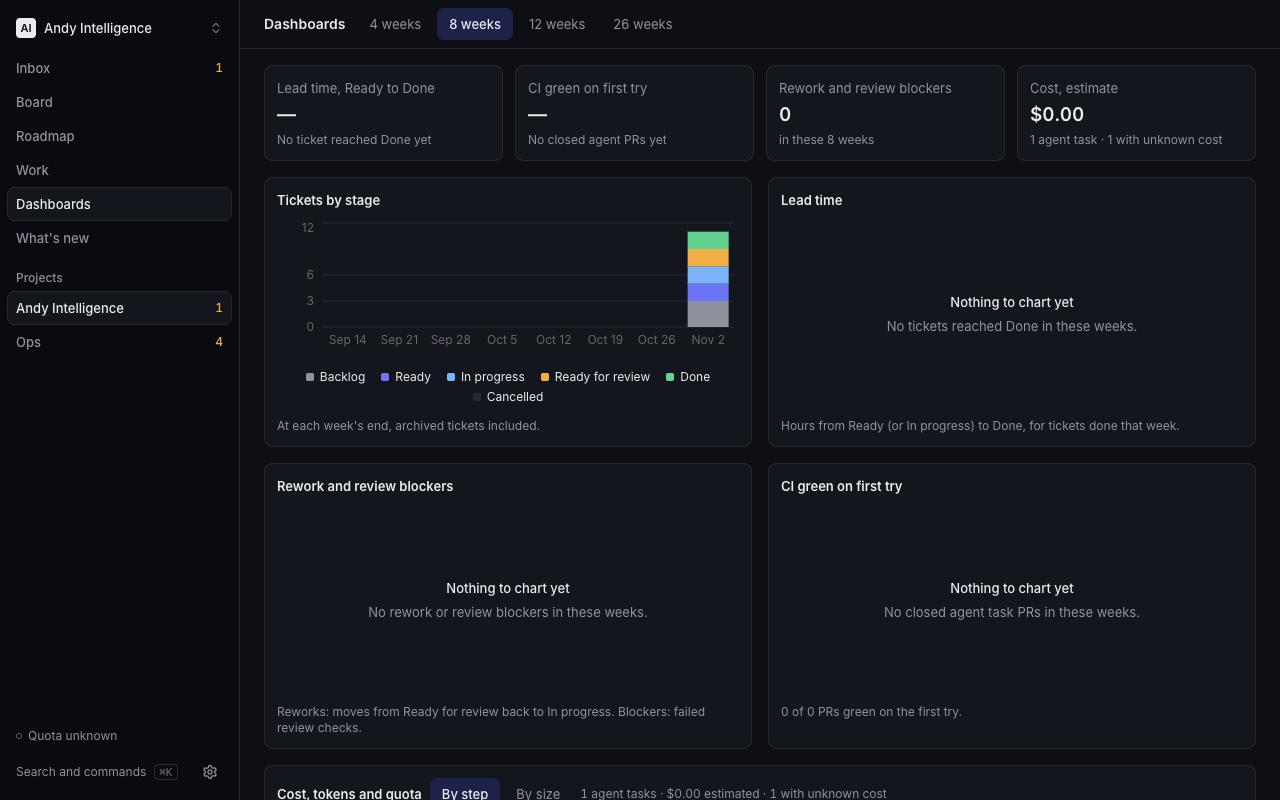 AI Andy Intelligence
Inbox 1
Board
Roadmap
Work
Dashboards
What's new
Projects
Andy Intelligence 1
Ops 4
Quota unknown
Search and commands ⌘K
Dashboards 4 weeks 8 weeks 12 weeks 26 weeks
Lead time, Ready to Done
—
No ticket reached Done yet
CI green on first try
—
No closed agent PRs yet
Rework and review blockers
0
in these 8 weeks
Cost, estimate
$0.00
1 agent task · 1 with unknown cost
Tickets by stage
12
6
3
0
Sep 14 Sep 21 Sep 28 Oct 5 Oct 12 Oct 19 Oct 26 Nov 2
Backlog Ready In progress Ready for review Done
Cancelled
At each week's end, archived tickets included.
Lead time
Nothing to chart yet
No tickets reached Done in these weeks.
Hours from Ready (or In progress) to Done, for tickets done that week.
Rework and review blockers
Nothing to chart yet
No rework or review blockers in these weeks.
Reworks: moves from Ready for review back to In progress. Blockers: failed
review checks.
CI green on first try
Nothing to chart yet
No closed agent task PRs in these weeks.
0 of 0 PRs green on the first try.
Cost, tokens and quota By step By size 1 agent tasks · $0.00 estimated · 1 with unknown cost